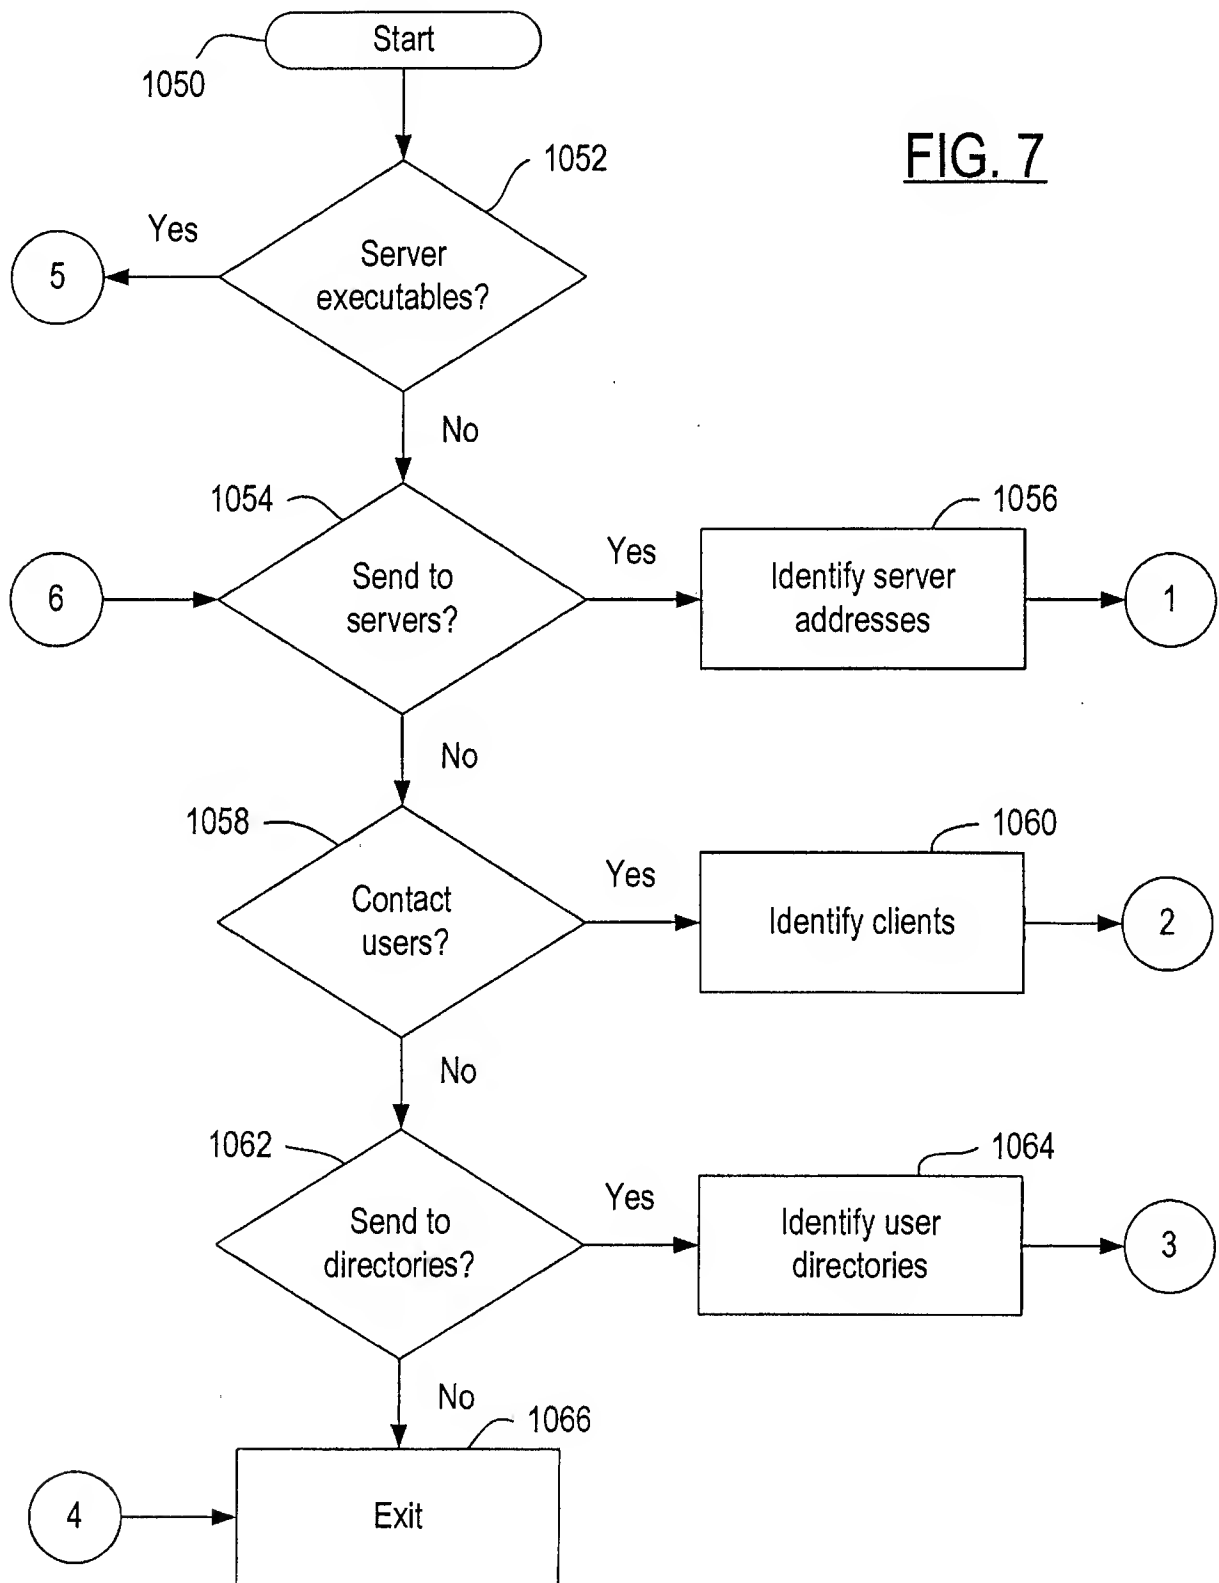 Start
1050
FIG. 7
1052
Yes
5
Server
executables?
No
1054
1056
6
Send to
servers?
Yes
Identify server
addresses
1
No
1058
1060
Contact
users?
Yes
Identify clients
2
No
1062
1064
Send to
directories?
Yes
Identify user
directories
3
No
1066
4
Exit